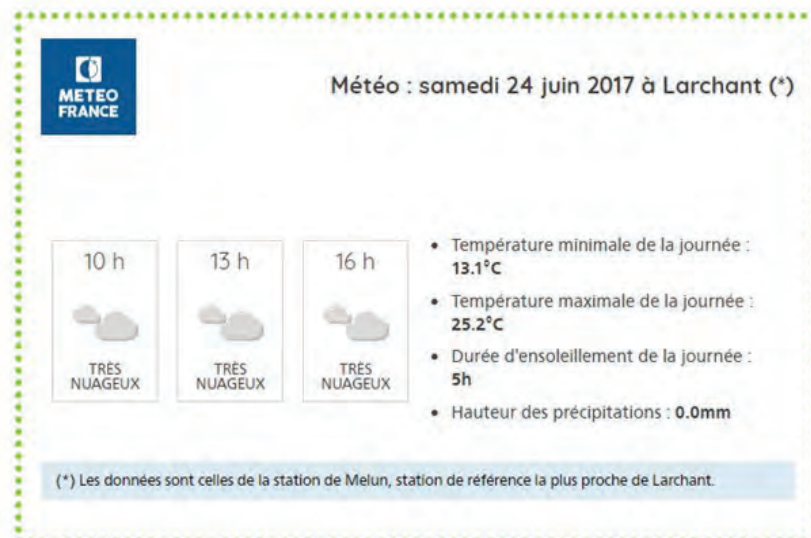 METEO
FRANCE
Météo : samedi 24 juin 2017 à Larchant (*)
10 h
TRÈS
NUAGEUX
13 h
TRÈS
NUAGEUX
16 h
TRÈS
NUAGEUX
• Température minimale de la journée :
13.1°C
• Température maximale de la journée :
25.2°C
• Durée d'ensoleillement de la journée :
5h
• Hauteur des précipitations : 0.0mm
(*) Les données sont celles de la station de Melun, station de référence la plus proche de Larchant.